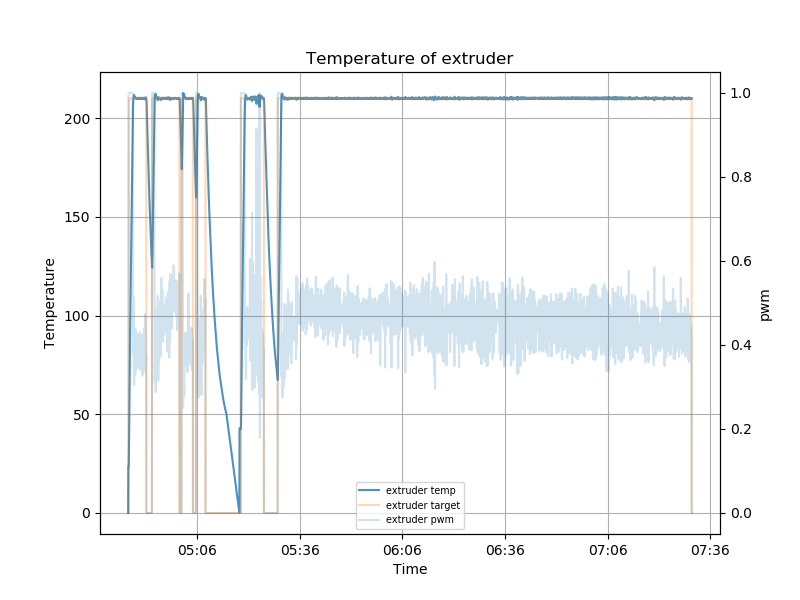 Temperature of extruder
Temperature
200
150
100
50
0
1.0
0.8
0.6
0.4
0.2
0.0
pwm
extruder temp
extruder target
extruder pwm
05:06 05:36 06:06 06:36 07:06 07:36
Time